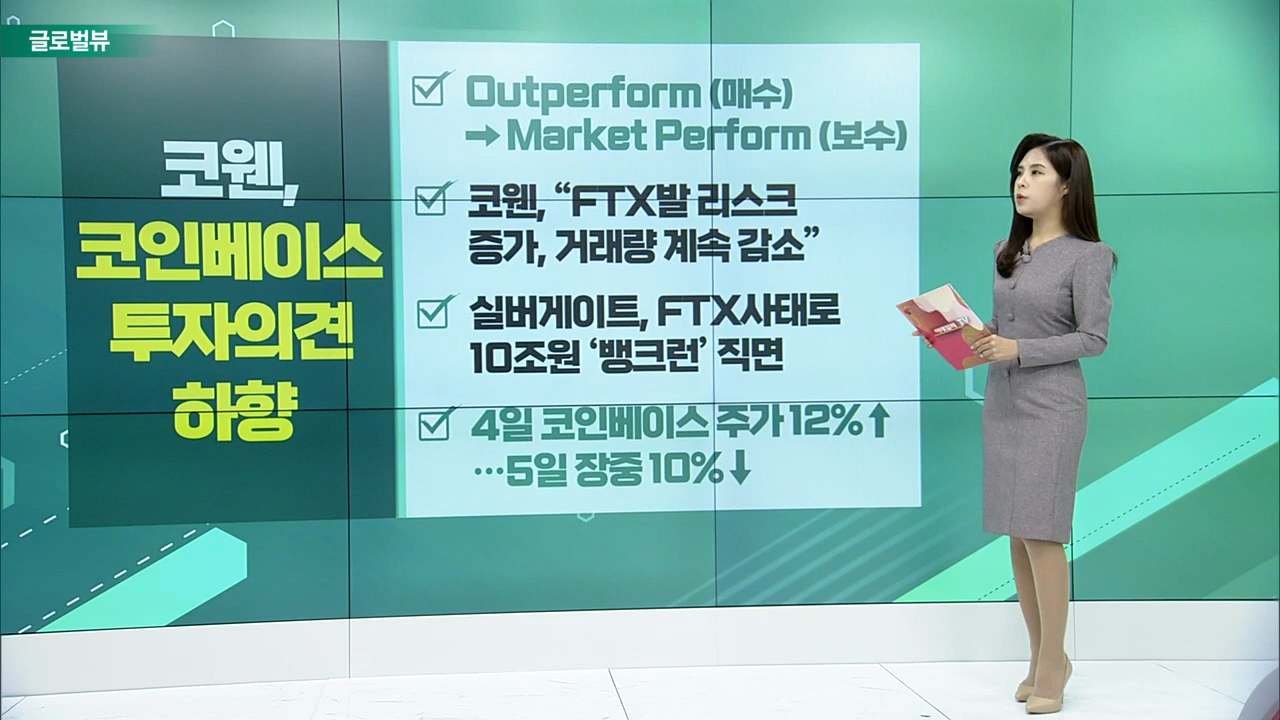 글로벌뷰
코웬,
코인베이스
투자의견
하향
Outperform (매수)
➡ Market Perform (보수)
코웬, “FTX발 리스크
증가, 거래량 계속 감소”
실버게이트, FTX사태로
10조원 ‘뱅크런’ 직면
4일 코인베이스 주가 12%⬆
…5일 장중 10%⬇